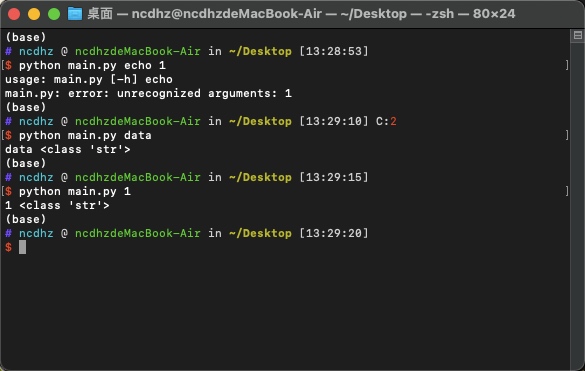 桌面 — ncdhz@ncdhzdeMacBook-Air — ~/Desktop — -zsh — 80×24
(base)
# ncdhz @ ncdhzdeMacBook-Air in ~/Desktop [13:28:53]
[$ python main.py echo 1 ]
usage: main.py [-h] echo
main.py: error: unrecognized arguments: 1
(base)
# ncdhz @ ncdhzdeMacBook-Air in ~/Desktop [13:29:10] C:2
[$ python main.py data ]
data <class 'str'>
(base)
# ncdhz @ ncdhzdeMacBook-Air in ~/Desktop [13:29:15]
[$ python main.py 1 ]
1 <class 'str'>
(base)
# ncdhz @ ncdhzdeMacBook-Air in ~/Desktop [13:29:20]
$